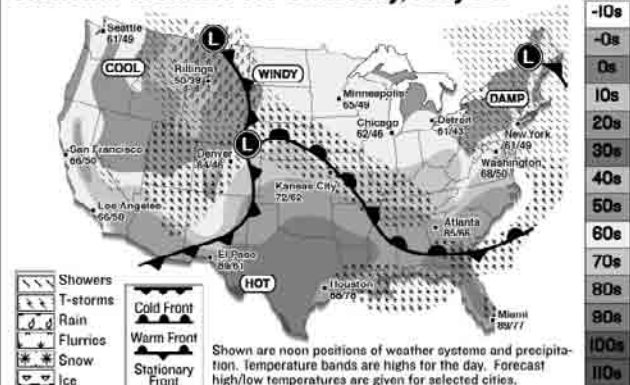 -10s
-0s
0s
10s
20s
30s
40s
50s
60s
70s
80s
90s
100s
110s
Seattle
61/49
COOL
L
Billings
50/39
WINDY
Minneapolis
65/49
L
DAMP
Chicago
62/46
Detroit
61/43
New York
61/49
Washington
68/50
San Francisco
66/50
Denver
64/46
L
Kansas City
72/62
Los Angeles
66/50
Atlanta
85/66
El Paso
89/61
HOT
Houston
Miami
89/77
Showers
T-storms
Rain
Flurries
Snow
Ice
Cold Front
Warm Front
Stationary
Front
Shown are noon positions of weather systems and precipita-
tion. Temperature bands are highs for the day. Forecast
high/low temperatures are given for selected cities.